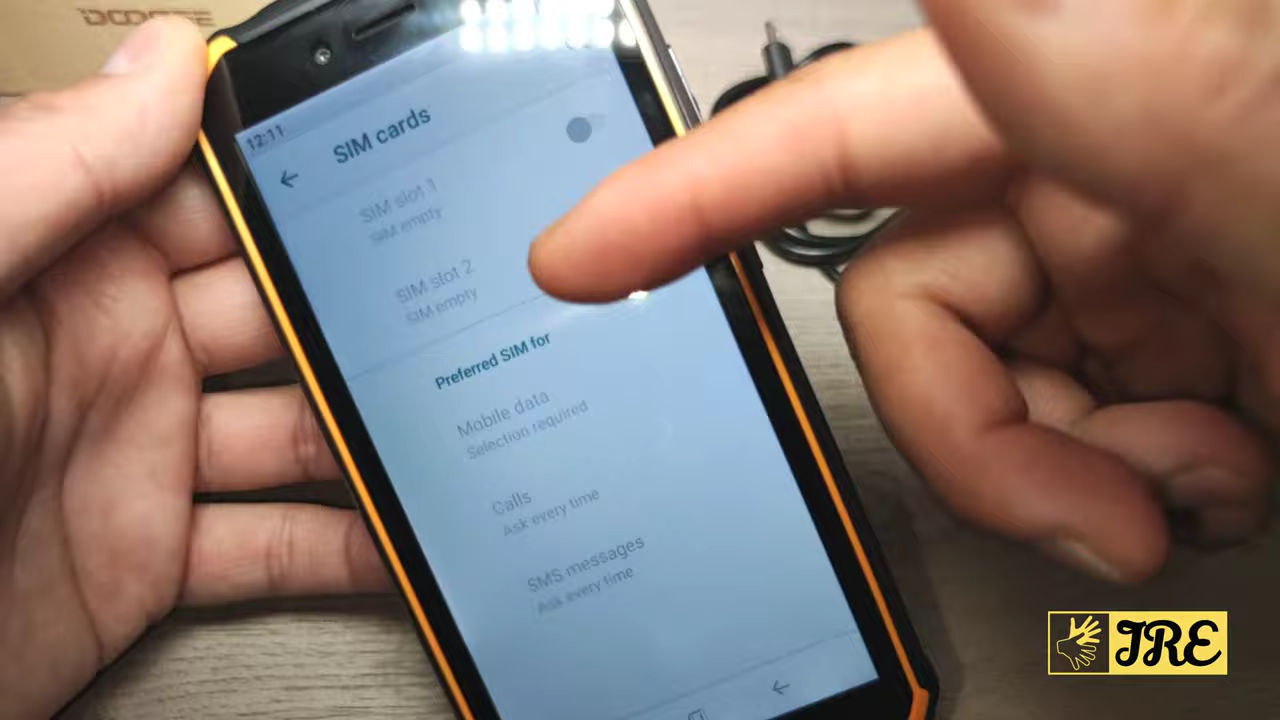 DOOGEE
12:11
SIM cards
SIM slot 1
SIM empty
SIM slot 2
SIM empty
Preferred SIM for
Mobile data
Selection required
Calls
Ask every time
SMS messages
Ask every time
JRE